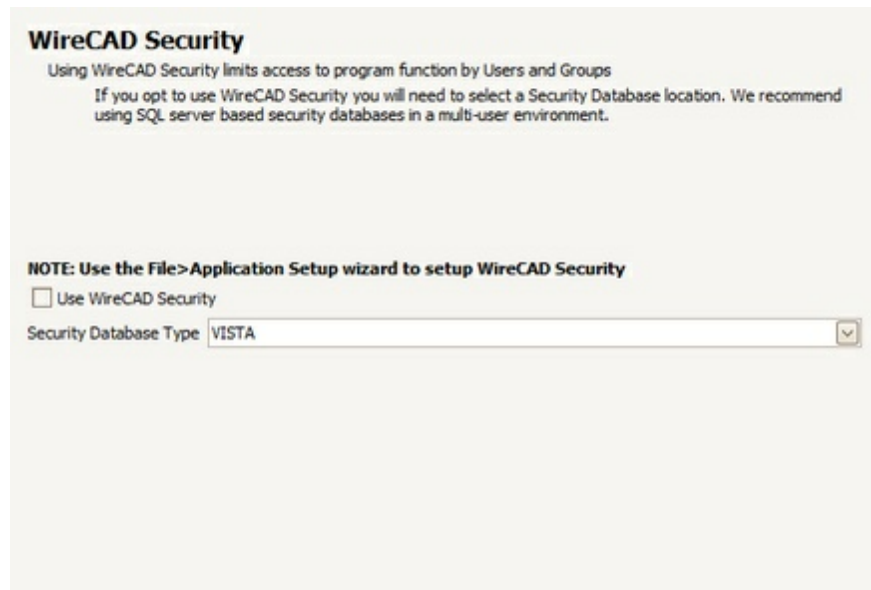 WireCAD Security
Using WireCAD Security limits access to program function by Users and Groups
If you opt to use WireCAD Security you will need to select a Security Database location. We recommend
using SQL server based security databases in a multi-user environment.
NOTE: Use the File>Application Setup wizard to setup WireCAD Security
Use WireCAD Security
Security Database Type VISTA